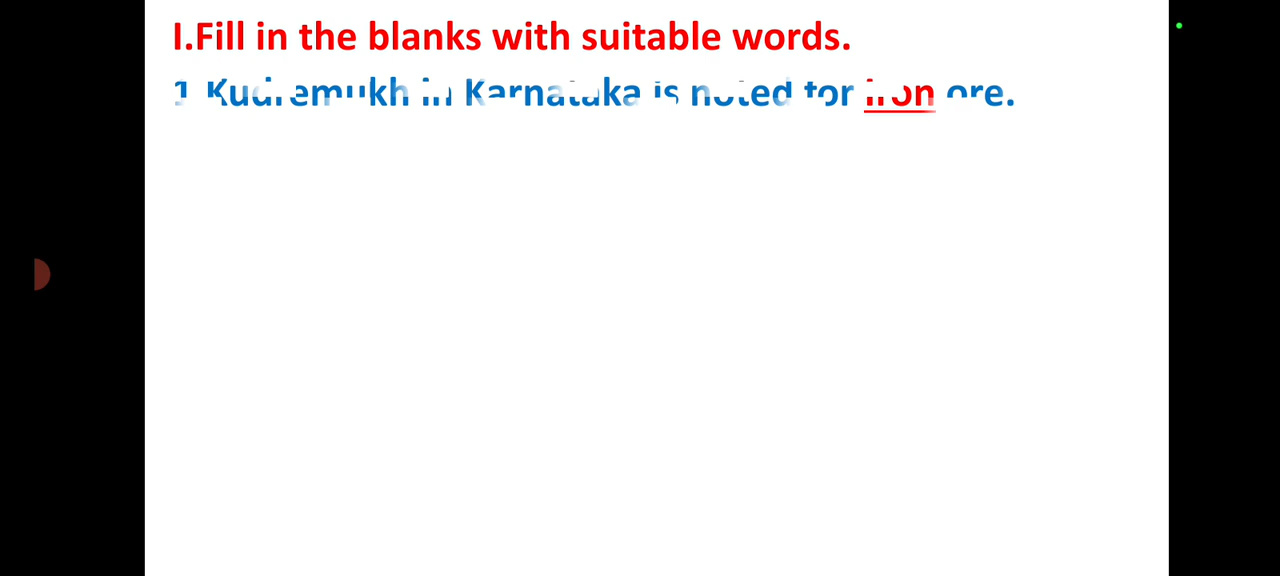 I.Fill in the blanks with suitable words.
1 Kudremukh in Karnataka is noted for iron ore.